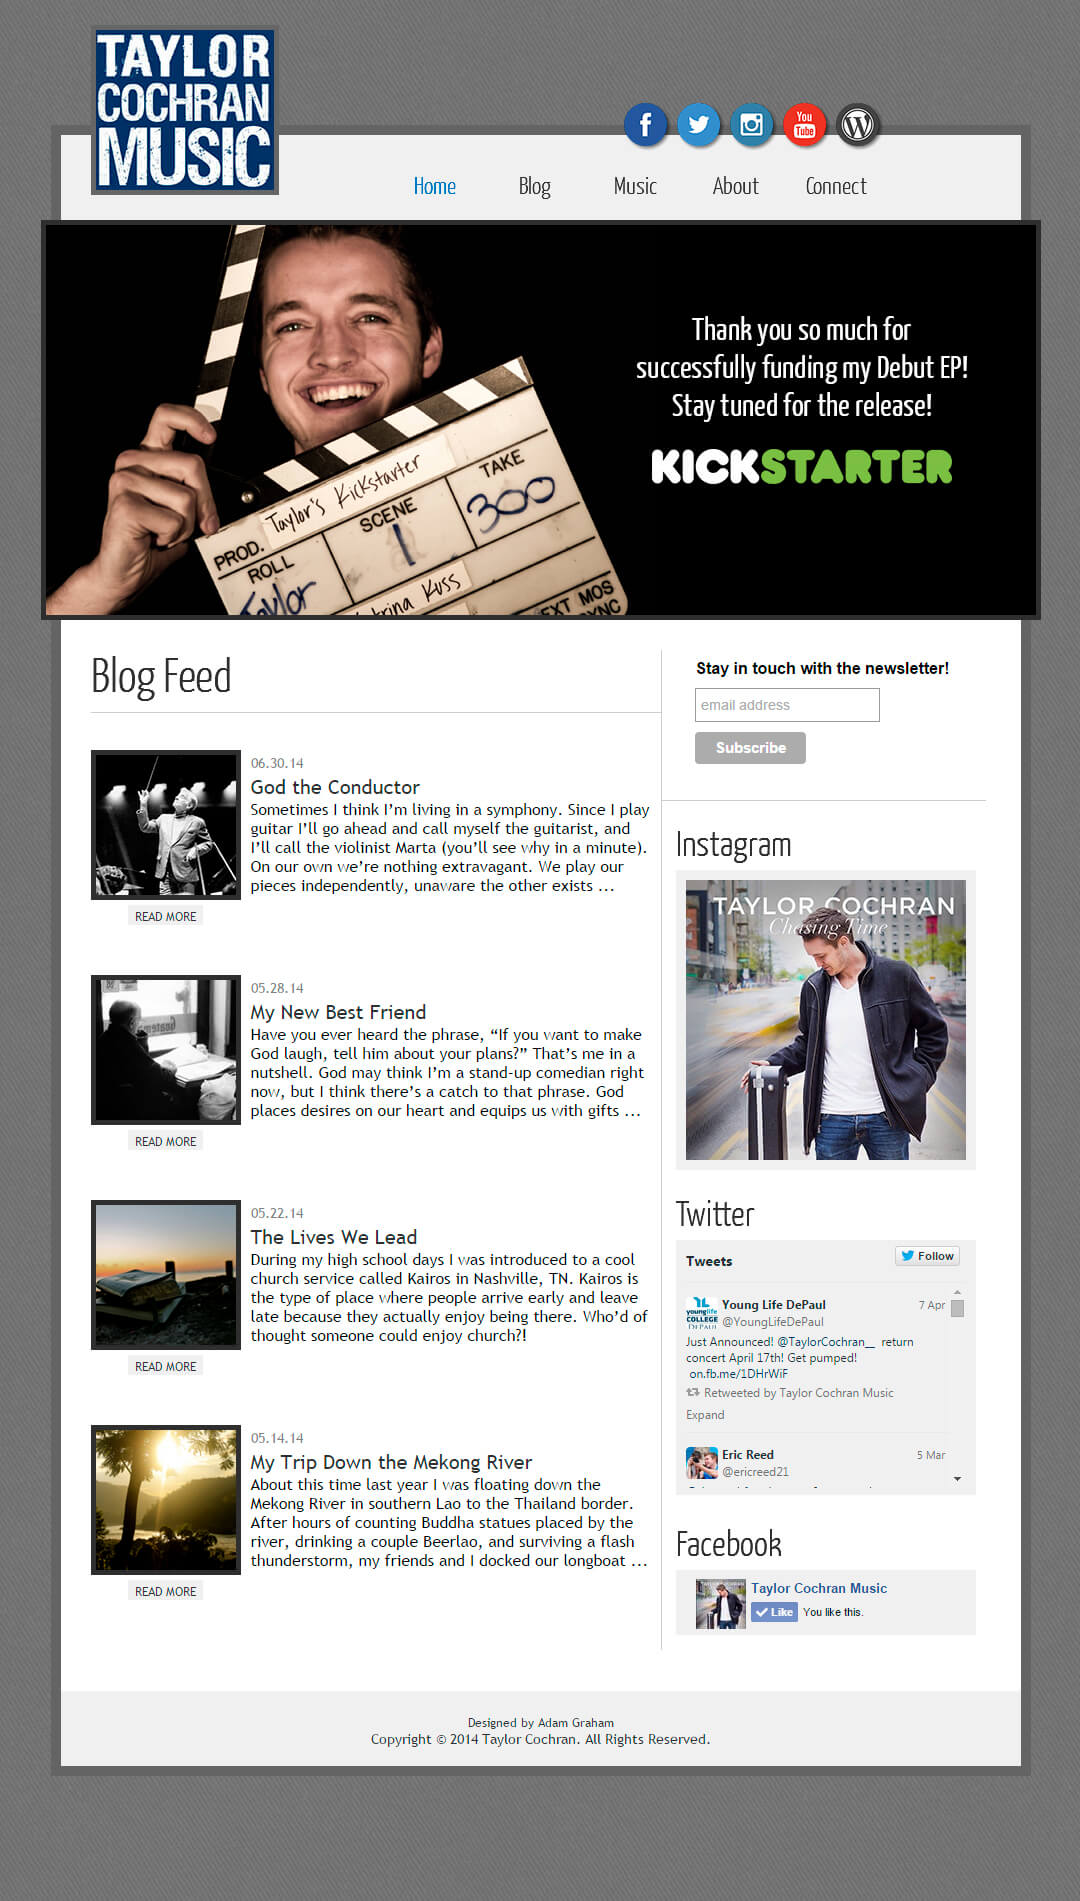 TAYLOR
COCHRAN
MUSIC
You
Tube
Home
Blog
Music
About
Connect
Taylor's Kickstarter
PROD.
ROLL
SCENE
TAKE
1
300
Taylor
Kuss
EXT MOS
SYNC
Thank you so much for
successfully funding my Debut EP!
Stay tuned for the release!
KICKSTARTER
Blog Feed
06.30.14
God the Conductor
Sometimes I think I'm living in a symphony. Since I play
guitar I'll go ahead and call myself the guitarist, and
I'll call the violinist Marta (you'll see why in a minute).
On our own we're nothing extravagant. We play our
pieces independently, unaware the other exists ...
READ MORE
05.28.14
My New Best Friend
Have you ever heard the phrase, “If you want to make
God laugh, tell him about your plans?” That's me in a
nutshell. God may think I'm a stand-up comedian right
now, but I think there's a catch to that phrase. God
places desires on our heart and equips us with gifts ...
READ MORE
05.22.14
The Lives We Lead
During my high school days I was introduced to a cool
church service called Kairos in Nashville, TN. Kairos is
the type of place where people arrive early and leave
late because they actually enjoy being there. Who'd of
thought someone could enjoy church?!
READ MORE
05.14.14
My Trip Down the Mekong River
About this time last year I was floating down the
Mekong River in southern Lao to the Thailand border.
After hours of counting Buddha statues placed by the
river, drinking a couple Beerlao, and surviving a flash
thunderstorm, my friends and I docked our longboat ...
READ MORE
Stay in touch with the newsletter!
email address
Subscribe
Instagram
TAYLOR COCHRAN
Chasing Time
Twitter
Tweets
Follow
younglife
COLLEGE
DEPAUL
Young Life DePaul
7 Apr
@YoungLifeDePaul
Just Announced! @TaylorCochran__ return
concert April 17th! Get pumped!
on.fb.me/1DHrWiF
Retweeted by Taylor Cochran Music
Expand
Eric Reed
5 Mar
@ericreed21
Facebook
Taylor Cochran Music
Like
You like this.
Designed by Adam Graham
Copyright © 2014 Taylor Cochran. All Rights Reserved.